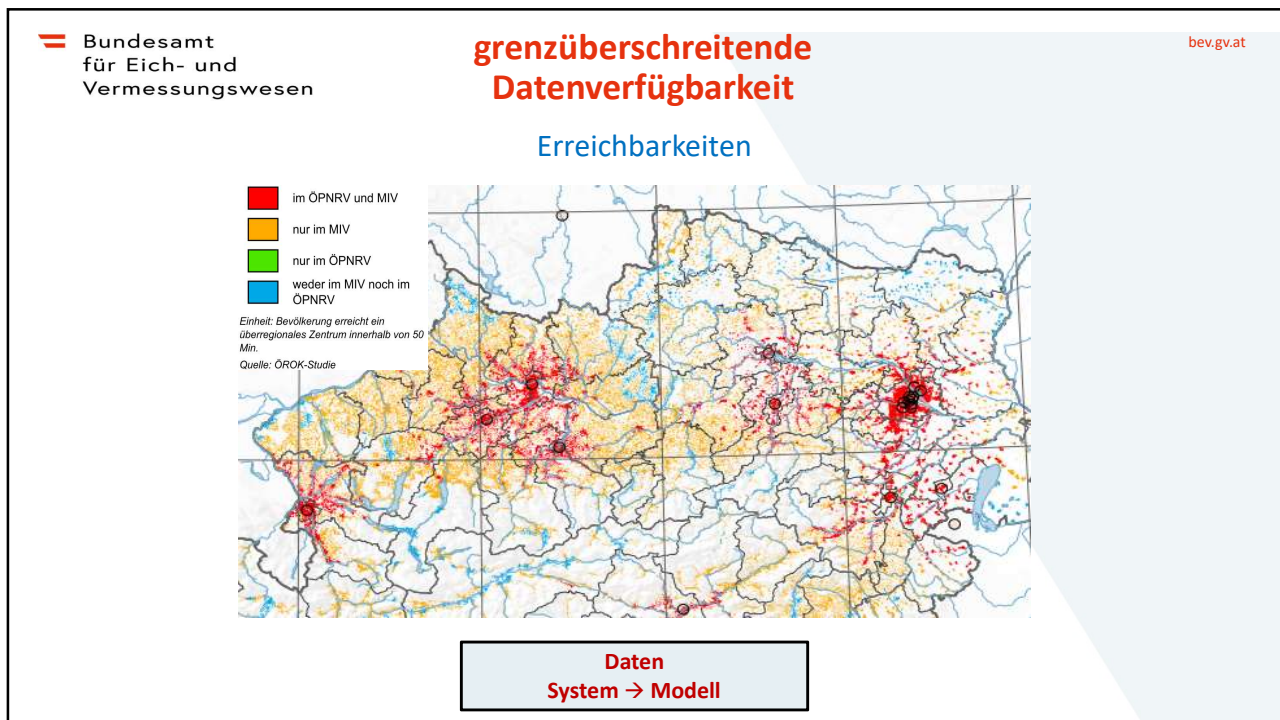 Bundesamt
für Eich- und
Vermessungswesen
grenzüberschreitende
Datenverfügbarkeit
bev.gv.at
Erreichbarkeiten
im ÖPNRV und MIV
nur im MIV
nur im ÖPNRV
weder im MIV noch im
ÖPNRV
Einheit: Bevölkerung erreicht ein
überregionales Zentrum innerhalb von 50
Min.
Quelle: ÖROK-Studie
Daten
System → Modell